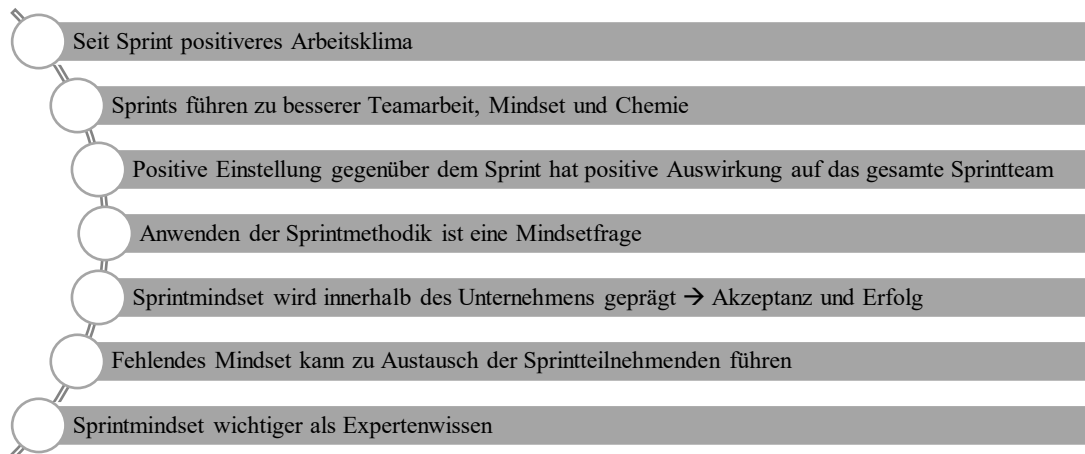 Seit Sprint positiveres Arbeitsklima
Sprints führen zu besserer Teamarbeit, Mindset und Chemie
Positive Einstellung gegenüber dem Sprint hat positive Auswirkung auf das gesamte Sprintteam
Anwenden der Sprintmethodik ist eine Mindsetfrage
Sprintmindset wird innerhalb des Unternehmens geprägt → Akzeptanz und Erfolg
Fehlendes Mindset kann zu Austausch der Sprintteilnehmenden führen
Sprintmindset wichtiger als Expertenwissen